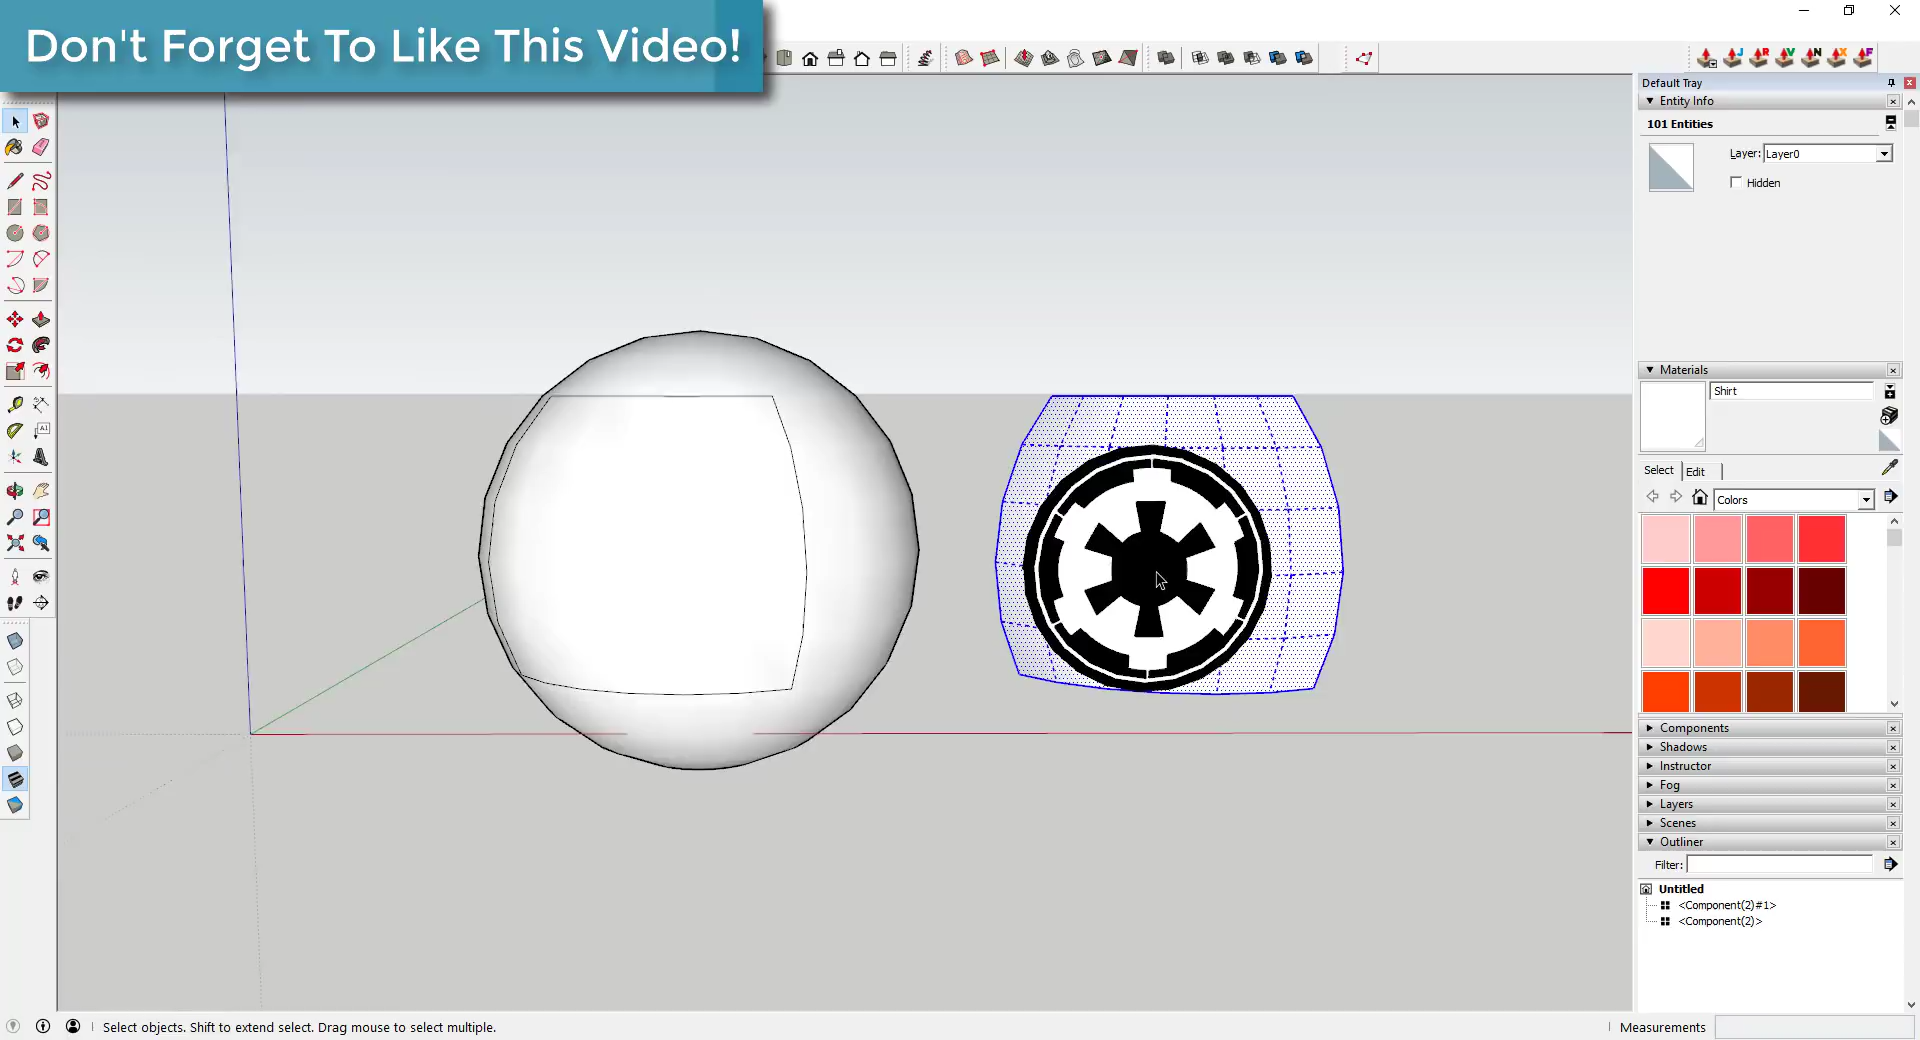 Don't Forget To Like This Video!
Default Tray
Entity Info
101 Entities
Layer: Layer0
Hidden
Materials
Shirt
Select Edit
Colors
Components
Shadows
Instructor
Fog
Layers
Scenes
Outliner
Filter:
Untitled
<Component(2)#1>
<Component(2)>
Select objects. Shift to extend select. Drag mouse to select multiple.
Measurements